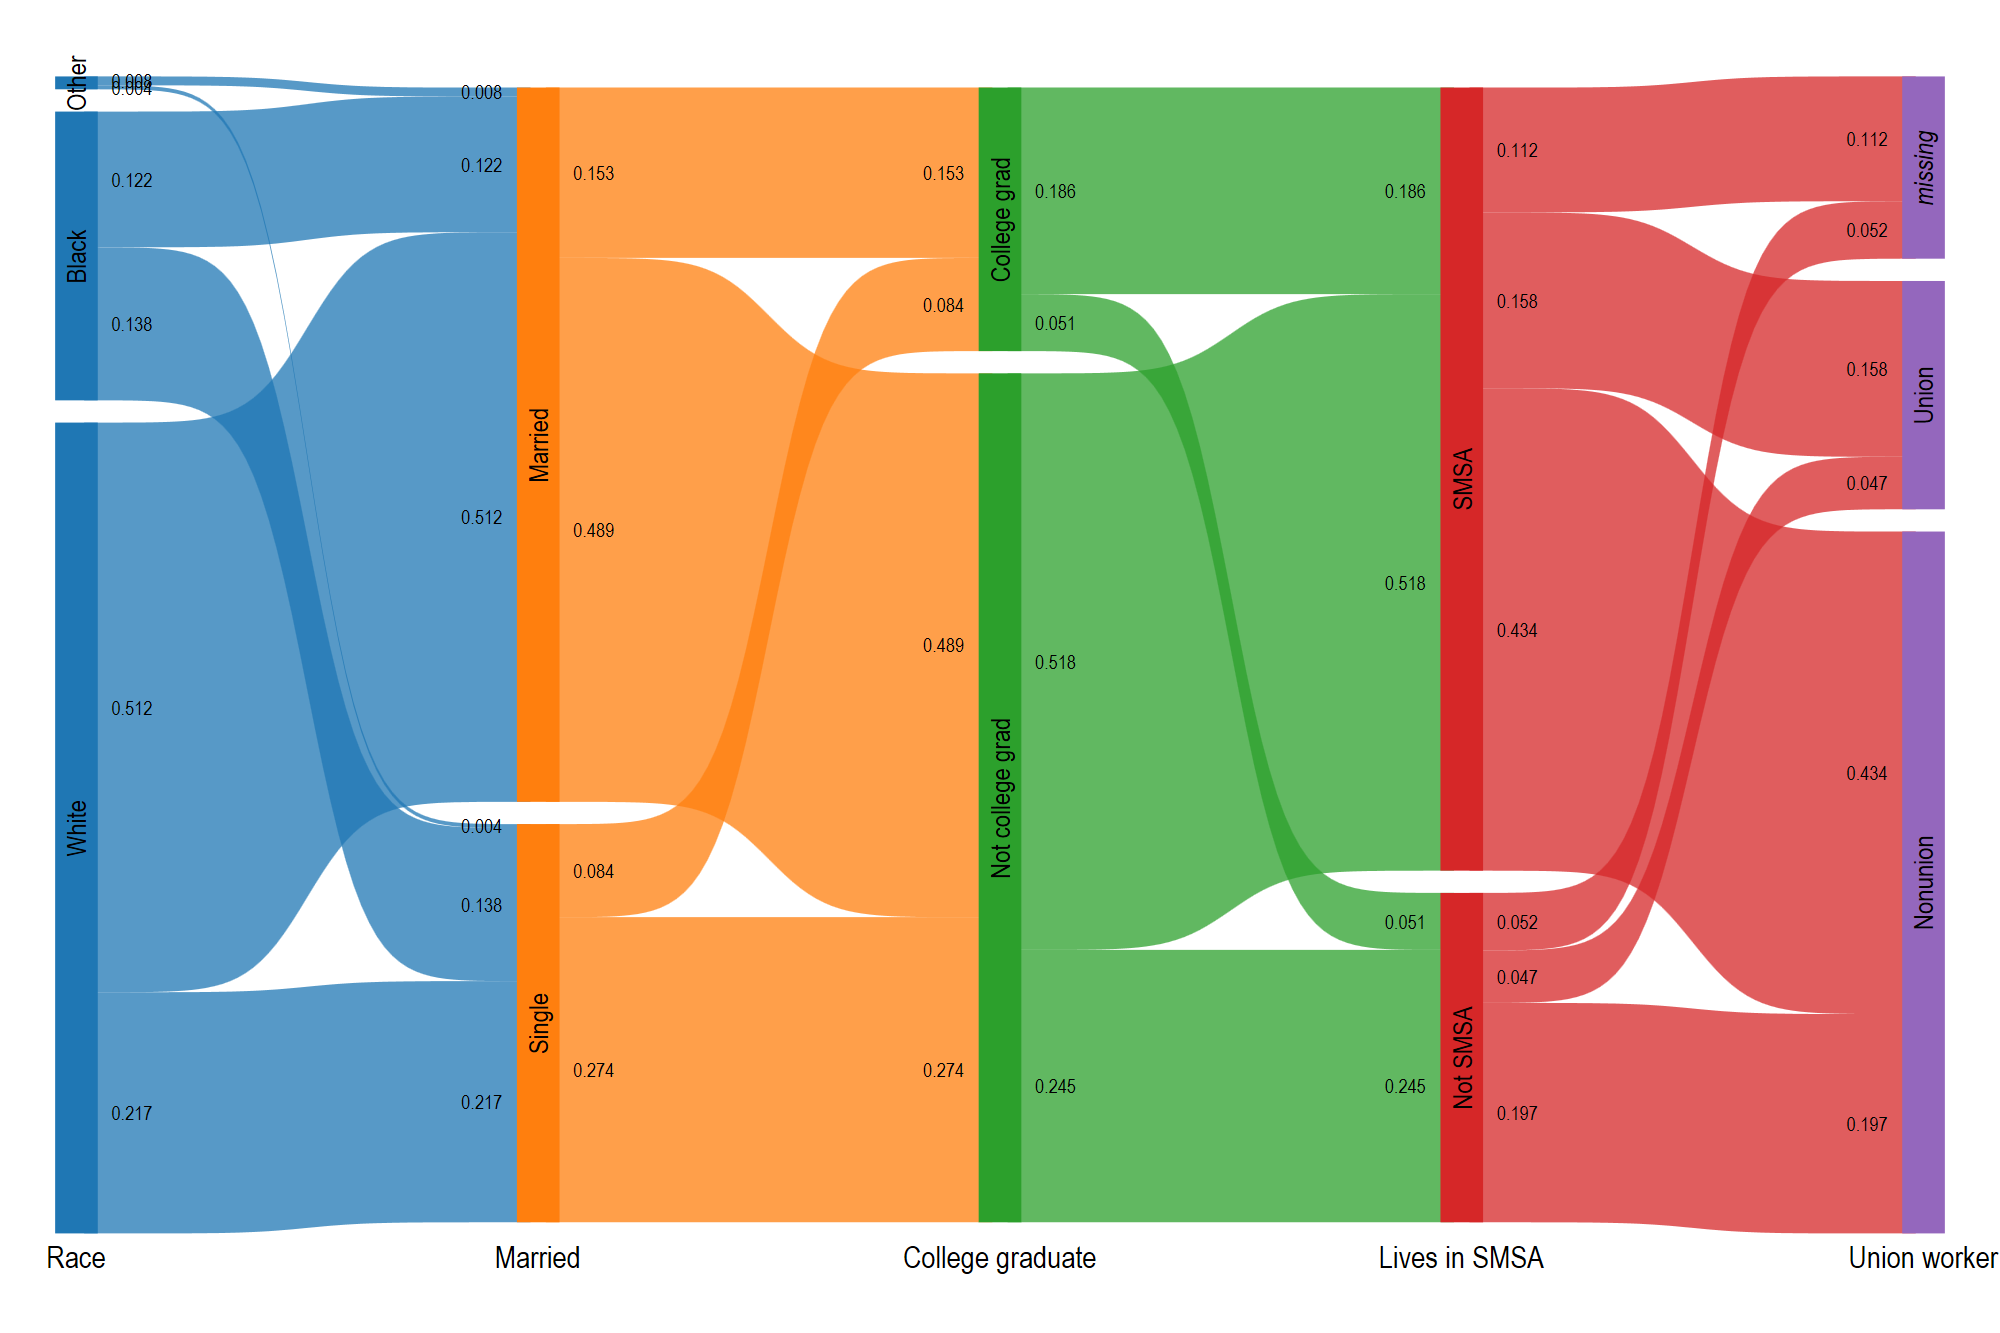 Other
0.008
0.004
Black
0.122
0.138
White
0.512
0.217
0.008
0.122
0.512
0.004
0.138
0.217
Married
0.153
0.489
Single
0.084
0.274
0.153
0.084
0.489
0.274
College grad
0.186
0.051
Not college grad
0.518
0.245
0.186
0.518
0.051
0.245
SMSA
0.112
0.158
0.434
Not SMSA
0.052
0.047
0.197
0.112
0.052
0.158
0.047
0.434
0.197
missing
Union
Nonunion
Race
Married
College graduate
Lives in SMSA
Union worker